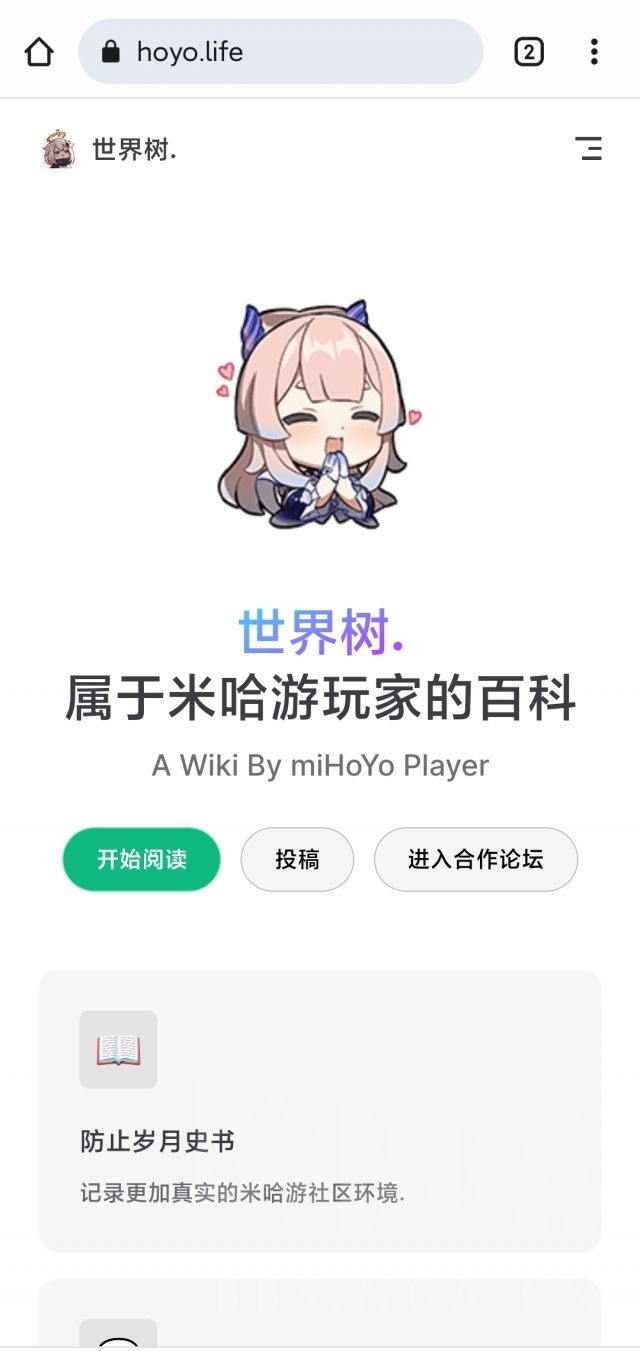 hoyo.life
2
世界树.
世界树.
属于米哈游玩家的百科
A Wiki By miHoYo Player
开始阅读
投稿
进入合作论坛
防止岁月史书
记录更加真实的米哈游社区环境.
NGA
BBS.NGA.CN